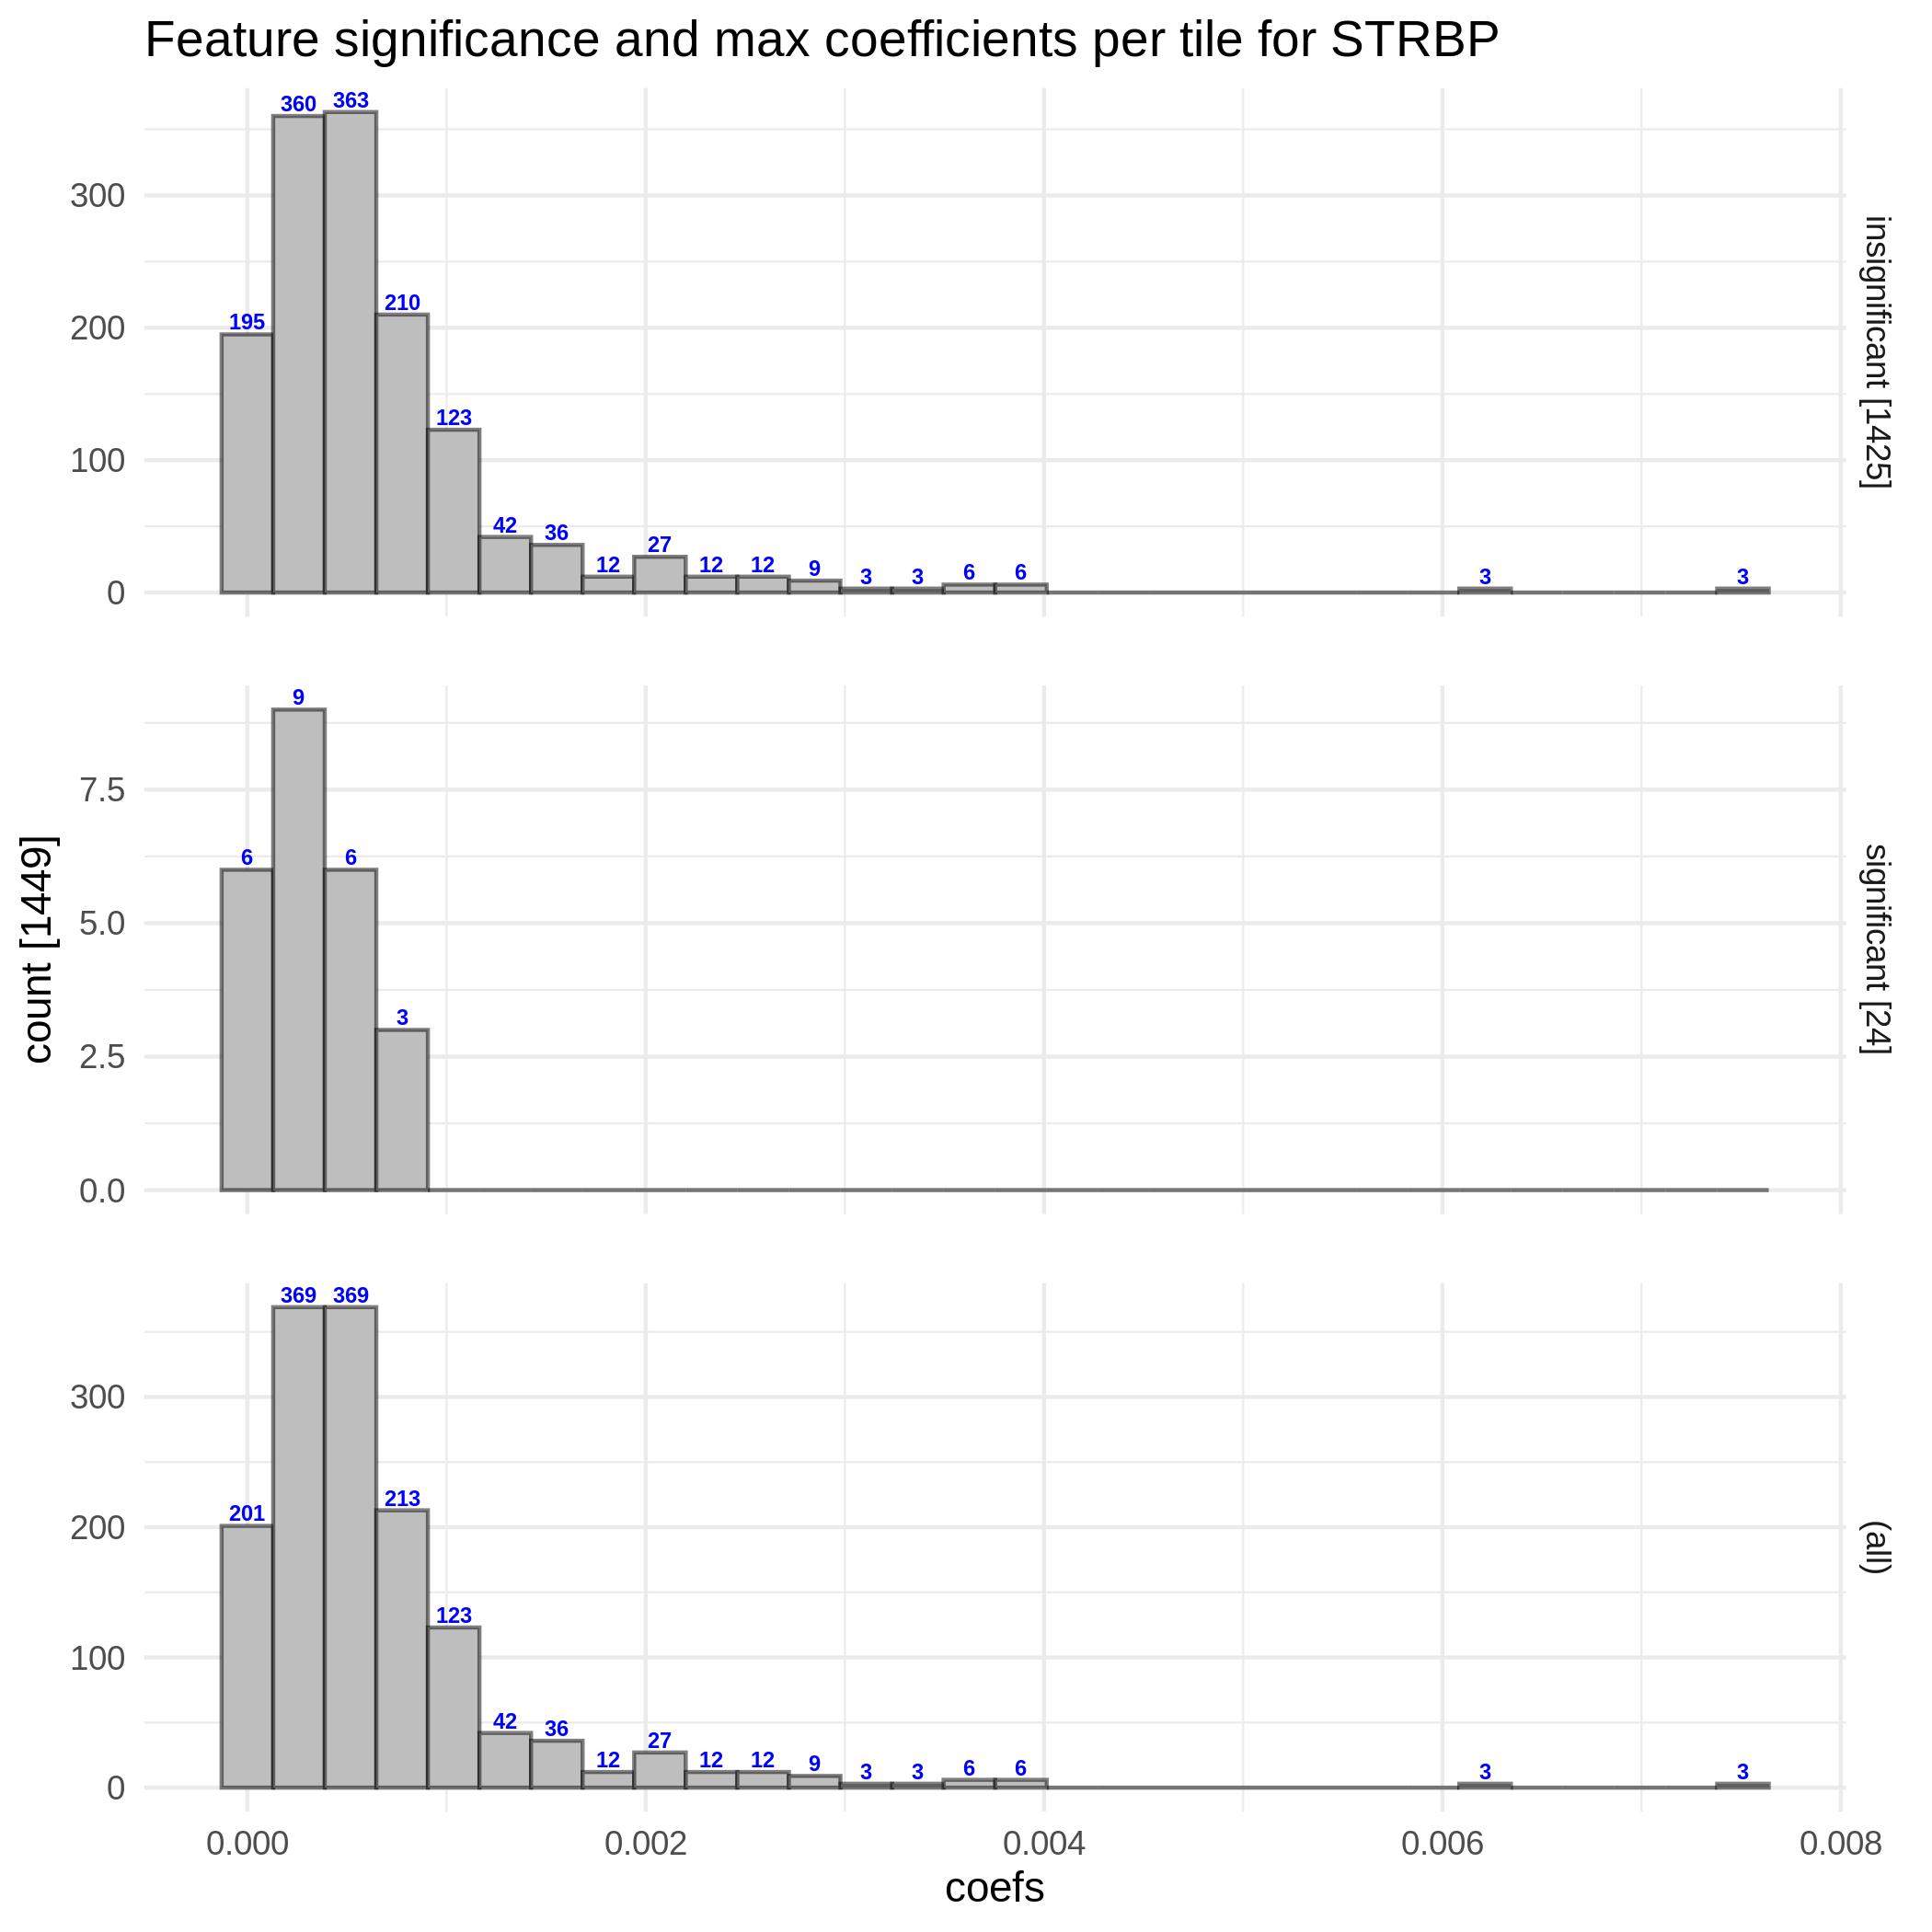 Feature significance and max coefficients per tile for STRBP
360 363
300
210
200 195
123
100
42 36 12 27 12 12 9 3 3 6 6 3 3
0
insignificant [1425]
9
7.5
6 6
5.0
3
2.5
0.0
significant [24]
count [1449]
369 369
300
213
201
200
123
100
42 36 12 27 12 12 9 3 3 6 6 3 3
0
(all)
0.000 0.002 0.004 0.006 0.008
coefs